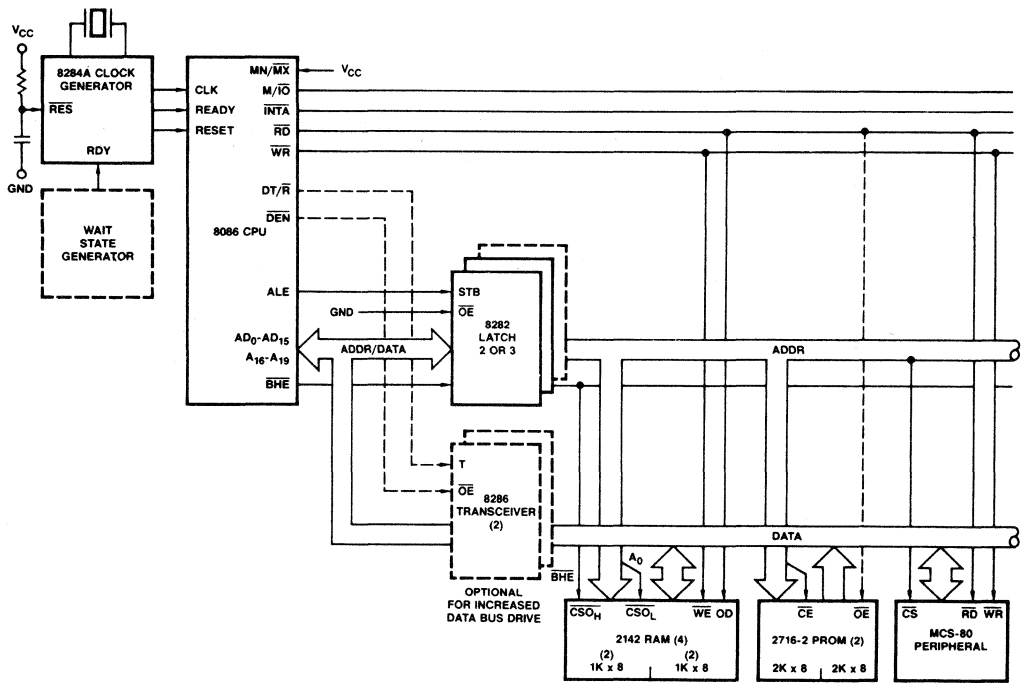 VCC
8284A CLOCK
GENERATOR
RES
RDY
GND
WAIT
STATE
GENERATOR
CLK
READY
RESET
8086 CPU
MN/MX
VCC
M/IO
INTA
RD
WR
DT/R
DEN
ALE
AD0-AD15
A16-A19
BHE
ADDR/DATA
GND
STB
OE
8282
LATCH
2 OR 3
ADDR
T
OE
8286
TRANSCEIVER
(2)
OPTIONAL
FOR INCREASED
DATA BUS DRIVE
DATA
BHE
A0
CSOH CSOL WE OD
2142 RAM (4)
(2) (2)
1K x 8 1K x 8
CE OE
2716-2 PROM (2)
2K x 8 2K x 8
CS RD WR
MCS-80
PERIPHERAL